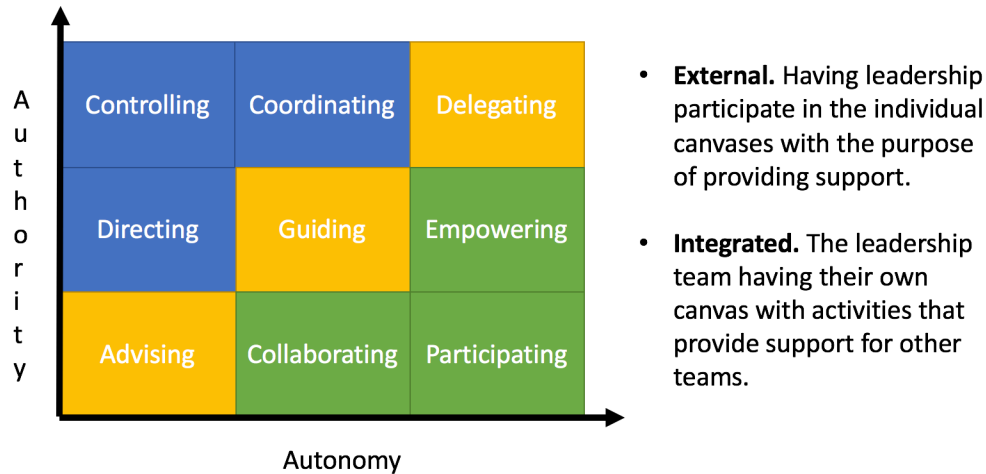 Authority
Controlling
Coordinating
Delegating
Directing
Guiding
Empowering
Advising
Collaborating
Participating
Autonomy
• External. Having leadership
participate in the individual
canvases with the purpose
of providing support.
• Integrated. The leadership
team having their own
canvas with activities that
provide support for other
teams.